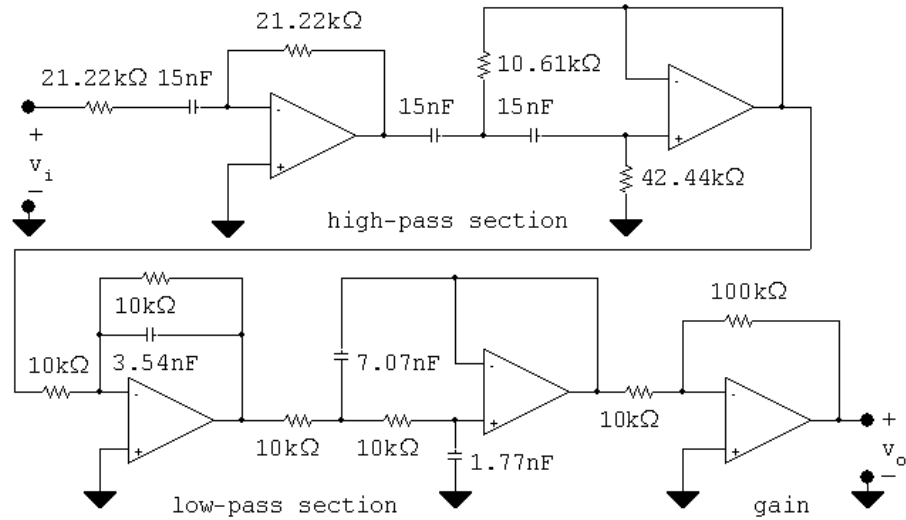 21.22kΩ
21.22kΩ 15nF
10.61kΩ
15nF 15nF
-
+
-
+
+
v i
-
42.44kΩ
high-pass section
10kΩ
100kΩ
10kΩ 3.54nF
7.07nF
-
+
-
+
-
+
10kΩ 10kΩ
10kΩ
1.77nF
+
v o
-
low-pass section
gain